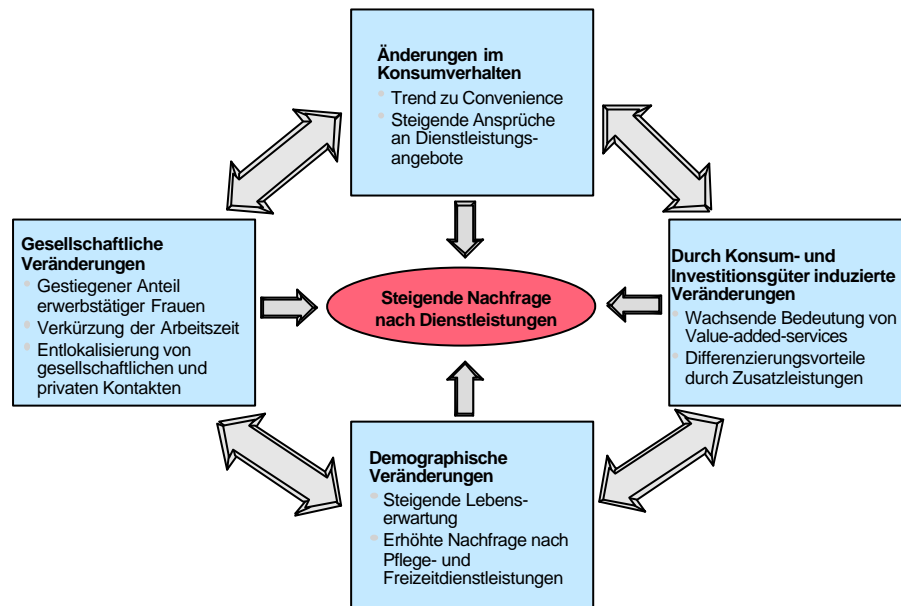 Änderungen im
Konsumverhalten
Trend zu Convenience
Steigende Ansprüche
an Dienstleistungs-
angebote
Gesellschaftliche
Veränderungen
Gestiegener Anteil
erwerbstätiger Frauen
Verkürzung der Arbeitszeit
Entlokalisierung von
gesellschaftlichen und
privaten Kontakten
Steigende Nachfrage
nach Dienstleistungen
Durch Konsum- und
Investitionsgüter induzierte
Veränderungen
Wachsende Bedeutung von
Value-added-services
Differenzierungsvorteile
durch Zusatzleistungen
Demographische
Veränderungen
Steigende Lebens-
erwartung
Erhöhte Nachfrage nach
Pflege- und
Freizeitdienstleistungen